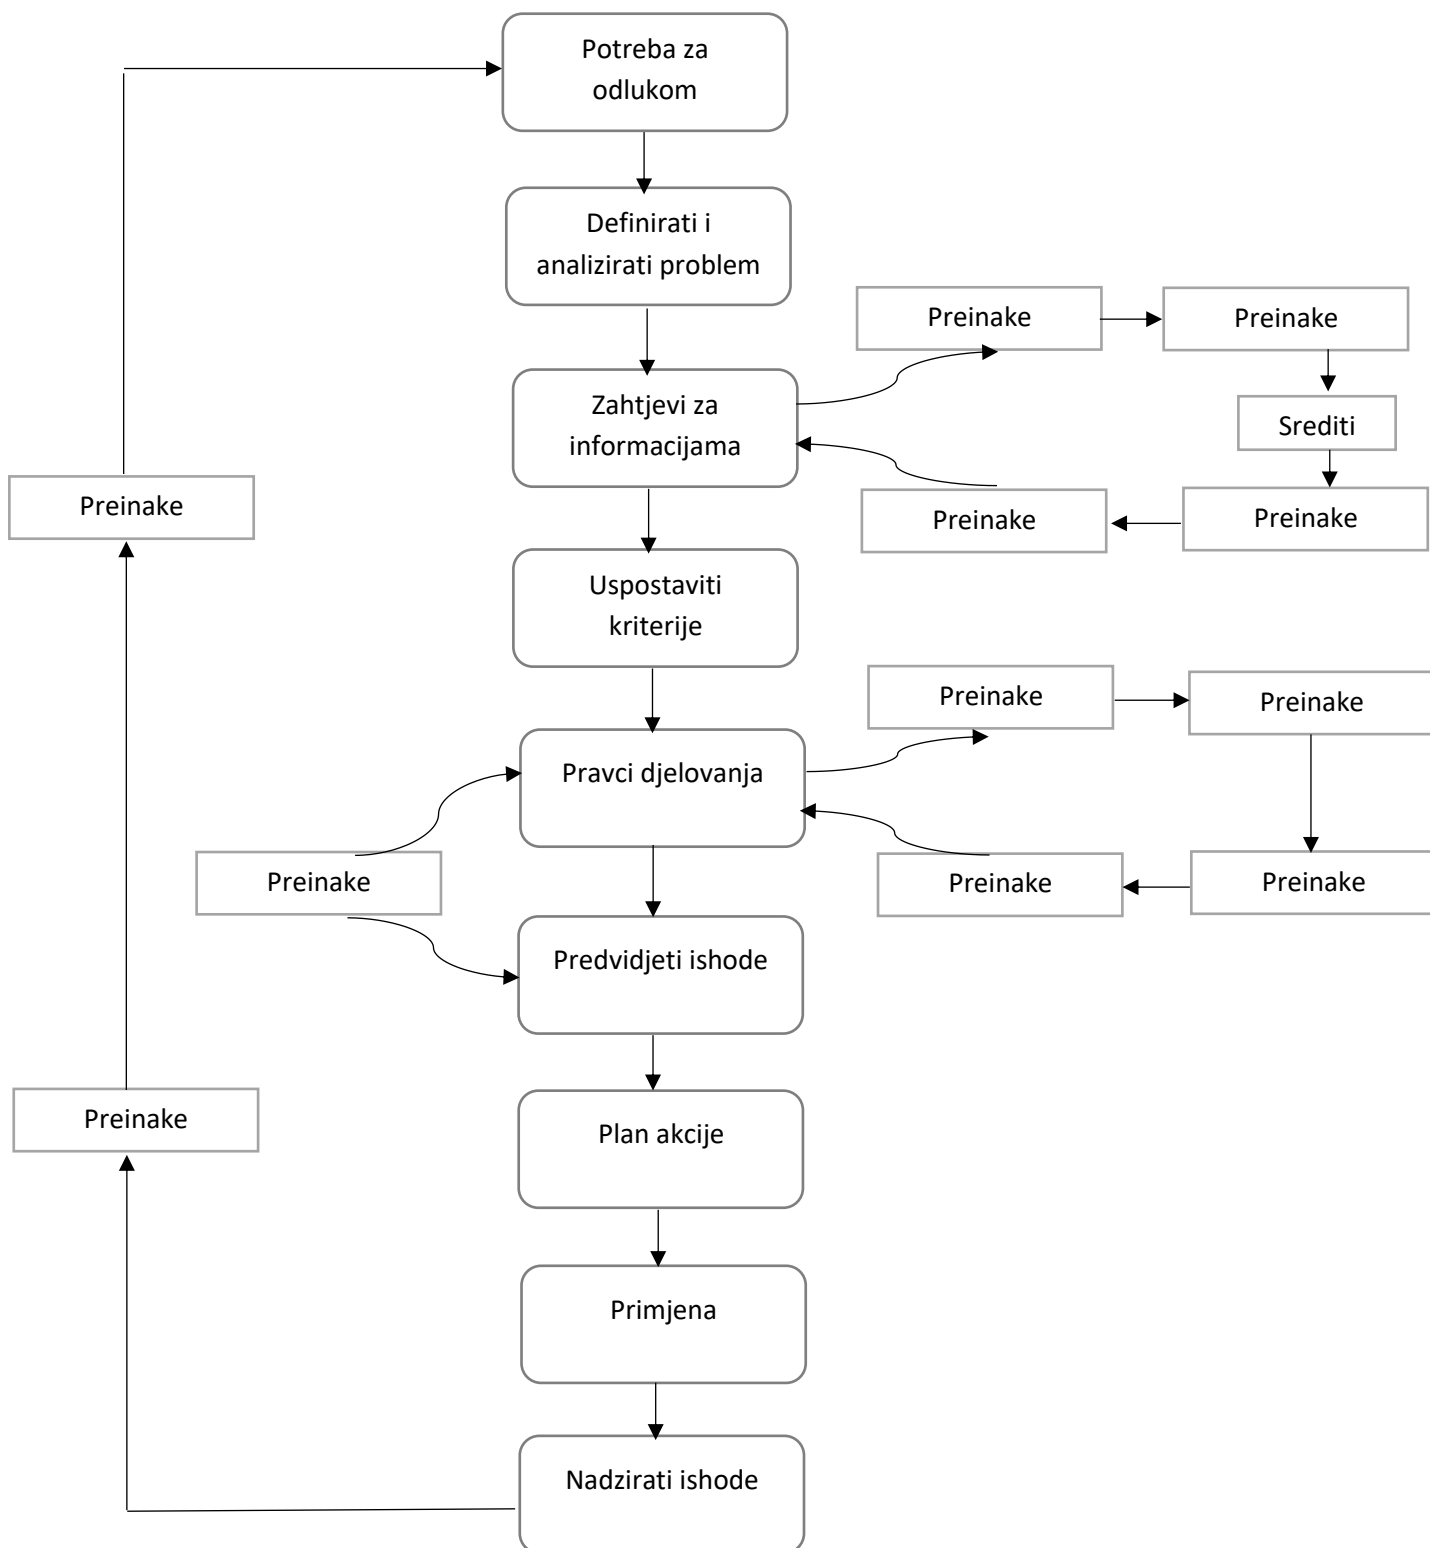 Potreba za
odlukom
Definirati i
analizirati problem
Preinake
Preinake
Zahtjevi za
informacijama
Srediti
Preinake
Preinake
Preinake
Uspostaviti
kriterije
Preinake
Preinake
Pravci djelovanja
Preinake
Preinake
Preinake
Predvidjeti ishode
Preinake
Plan akcije
Primjena
Nadzirati ishode